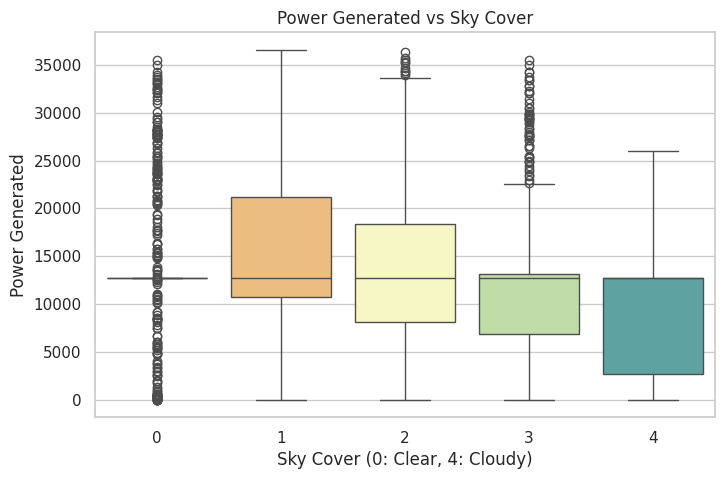 Power Generated vs Sky Cover
Power Generated
35000
30000
25000
20000
15000
10000
5000
0
0 1 2 3 4
Sky Cover (0: Clear, 4: Cloudy)